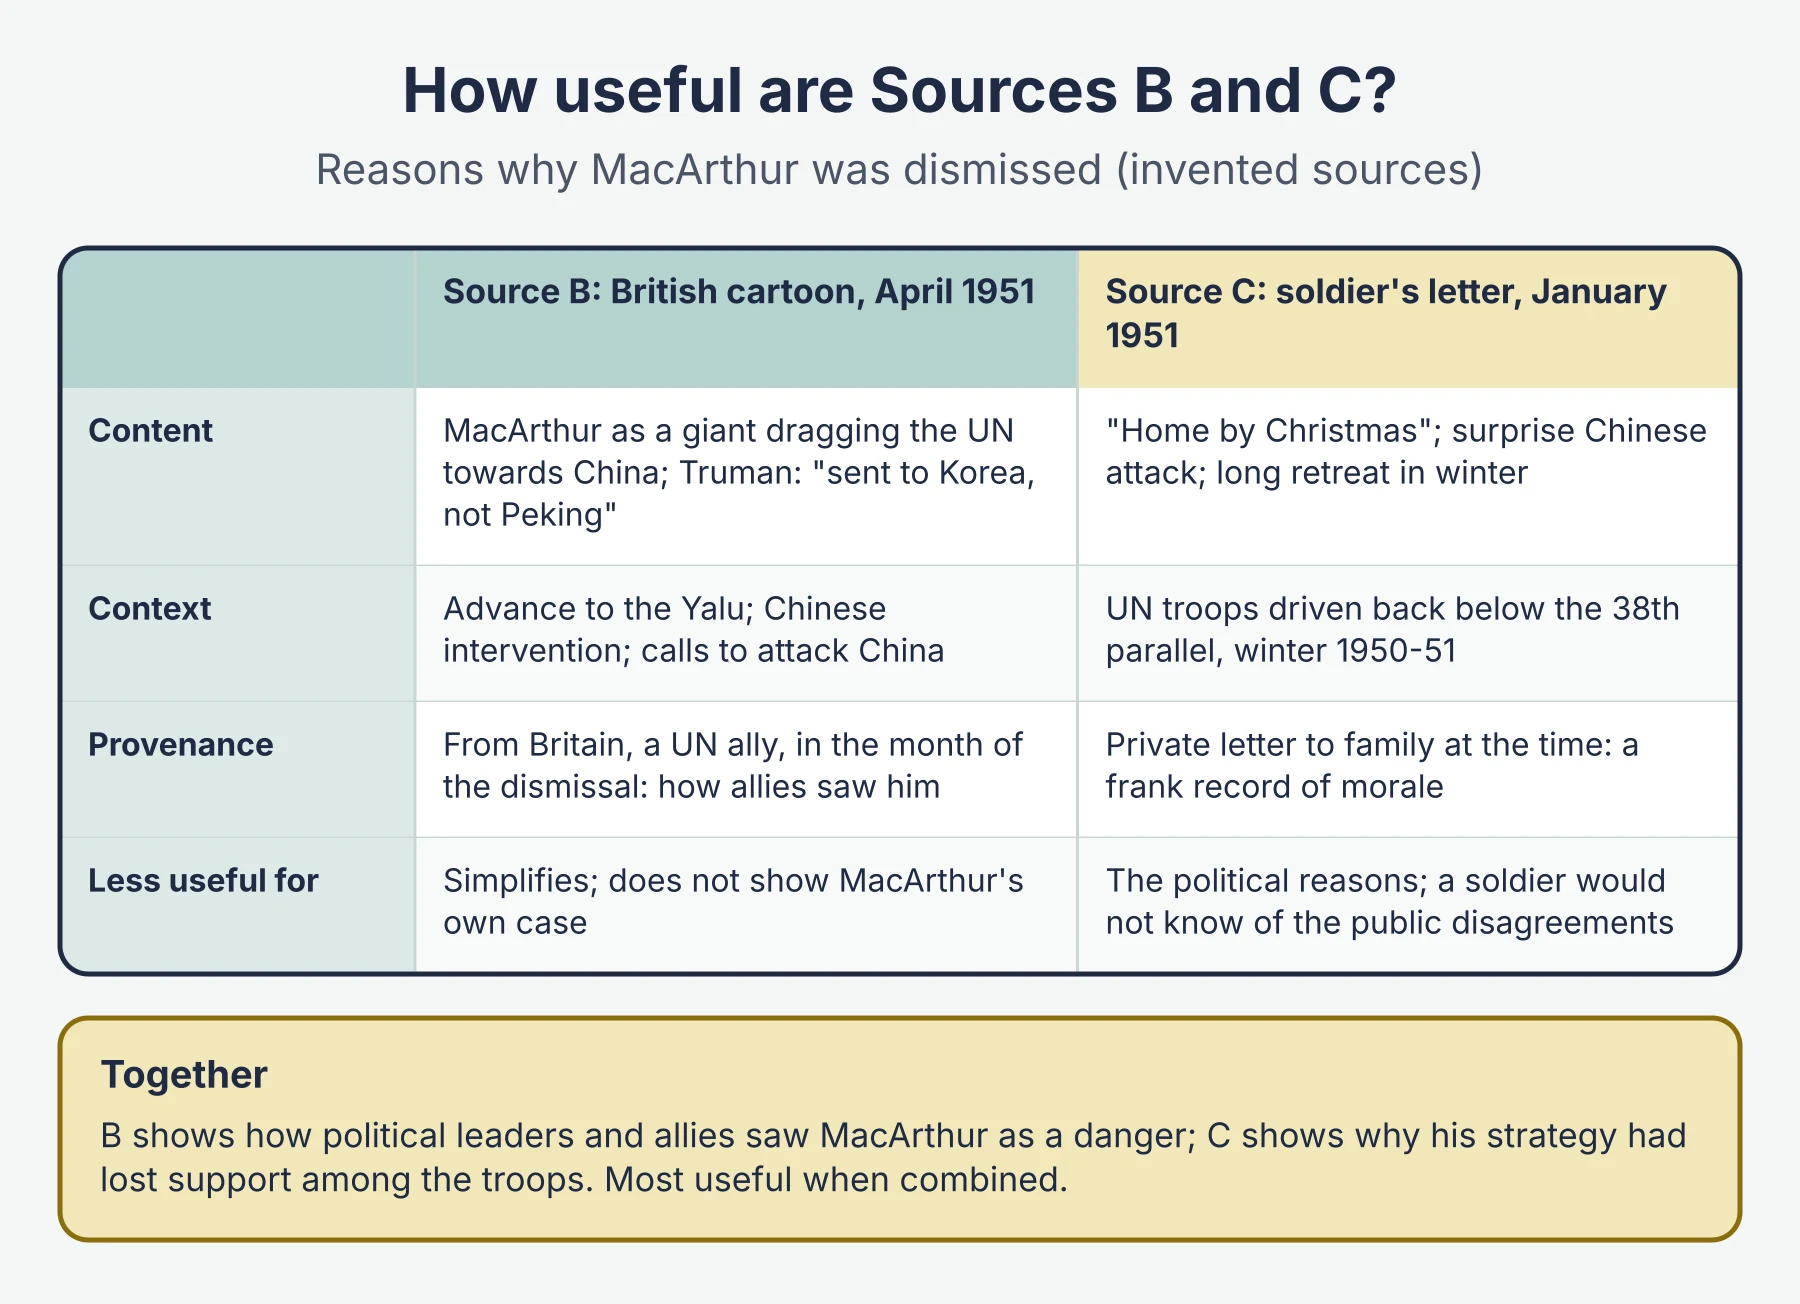 How useful are Sources B and C?
Reasons why MacArthur was dismissed (invented sources)
Source B: British cartoon, April 1951
Source C: soldier's letter, January
1951
Content
MacArthur as a giant dragging the UN
towards China; Truman: "sent to Korea,
not Peking"
"Home by Christmas"; surprise Chinese
attack; long retreat in winter
Context
Advance to the Yalu; Chinese
intervention; calls to attack China
UN troops driven back below the 38th
parallel, winter 1950-51
Provenance
From Britain, a UN ally, in the month of
the dismissal: how allies saw him
Private letter to family at the time: a
frank record of morale
Less useful for
Simplifies; does not show MacArthur's
own case
The political reasons; a soldier would
not know of the public disagreements
Together
B shows how political leaders and allies saw MacArthur as a danger; C shows why his strategy had
lost support among the troops. Most useful when combined.